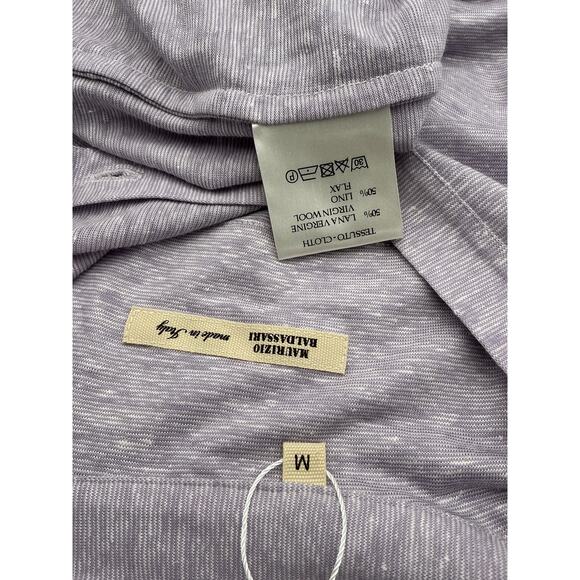 TESSUTO - CLOTH
50% LANA VERGINE
VIRGIN WOOL
50% LINO
FLAX
30 P
MAURIZIO
BALDASSARI
made in Italy
M